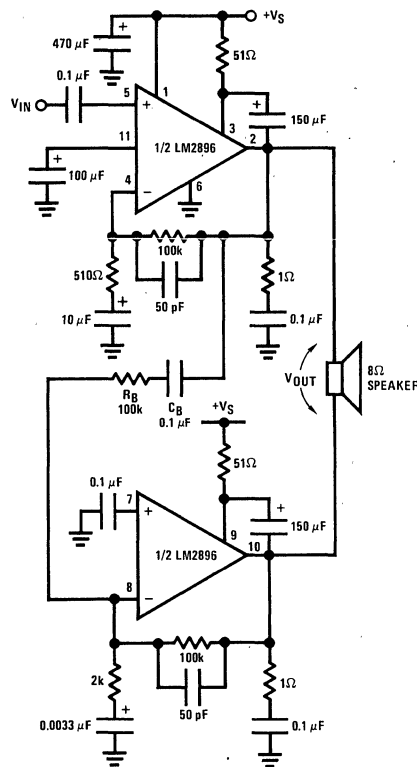 +VS
470 μF
+
51Ω
0.1 μF
VIN
5
+
1
+
150 μF
3
2
11
1/2 LM2896
+
100 μF
4
−
6
100k
510Ω
50 pF
1Ω
+
10 μF
0.1 μF
RB
100k
CB
0.1 μF
VOUT
8Ω
SPEAKEF
+VS
51Ω
0.1 μF
7
+
+
150 μF
9
10
1/2 LM2896
8
−
100k
2k
50 pF
1Ω
+
0.0033 μF
0.1 μF